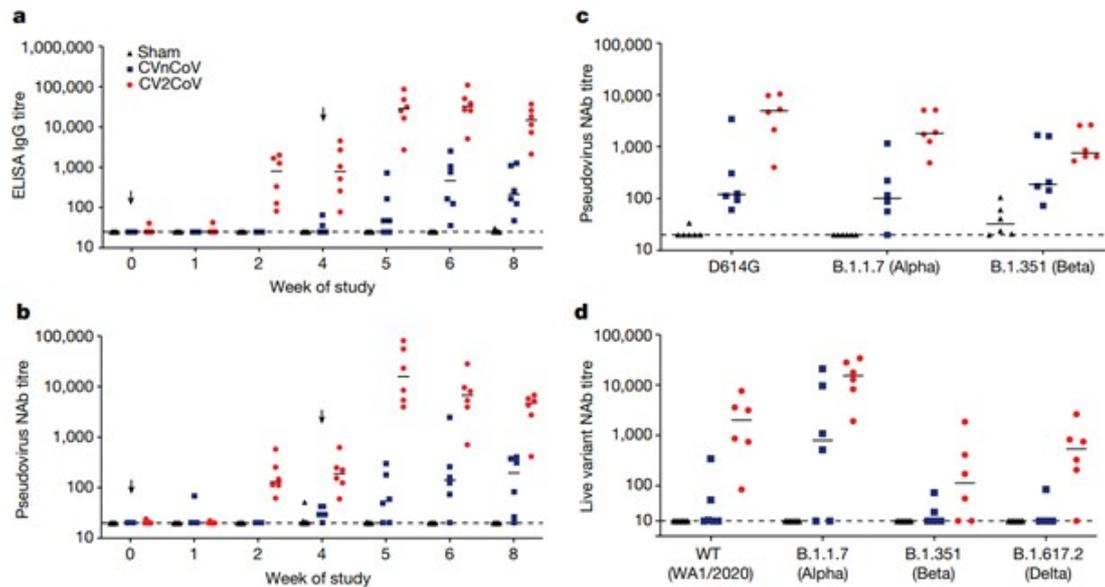 a
1,000,000
100,000
10,000
1,000
100
10
ELISA IgG titre
Sham
CVnCoV
CV2CoV
0 1 2 4 5 6 8
Week of study
b
100,000
10,000
1,000
100
10
Pseudovirus NAb titre
0 1 2 4 5 6 8
Week of study
c
100,000
10,000
1,000
100
10
Pseudovirus NAb titre
D614G B.1.1.7 (Alpha) B.1.351 (Beta)
d
10,000
1,000
100
10
Live variant NAb titre
WT B.1.1.7 B.1.351 B.1.617.2
(WA1/2020) (Alpha) (Beta) (Delta)